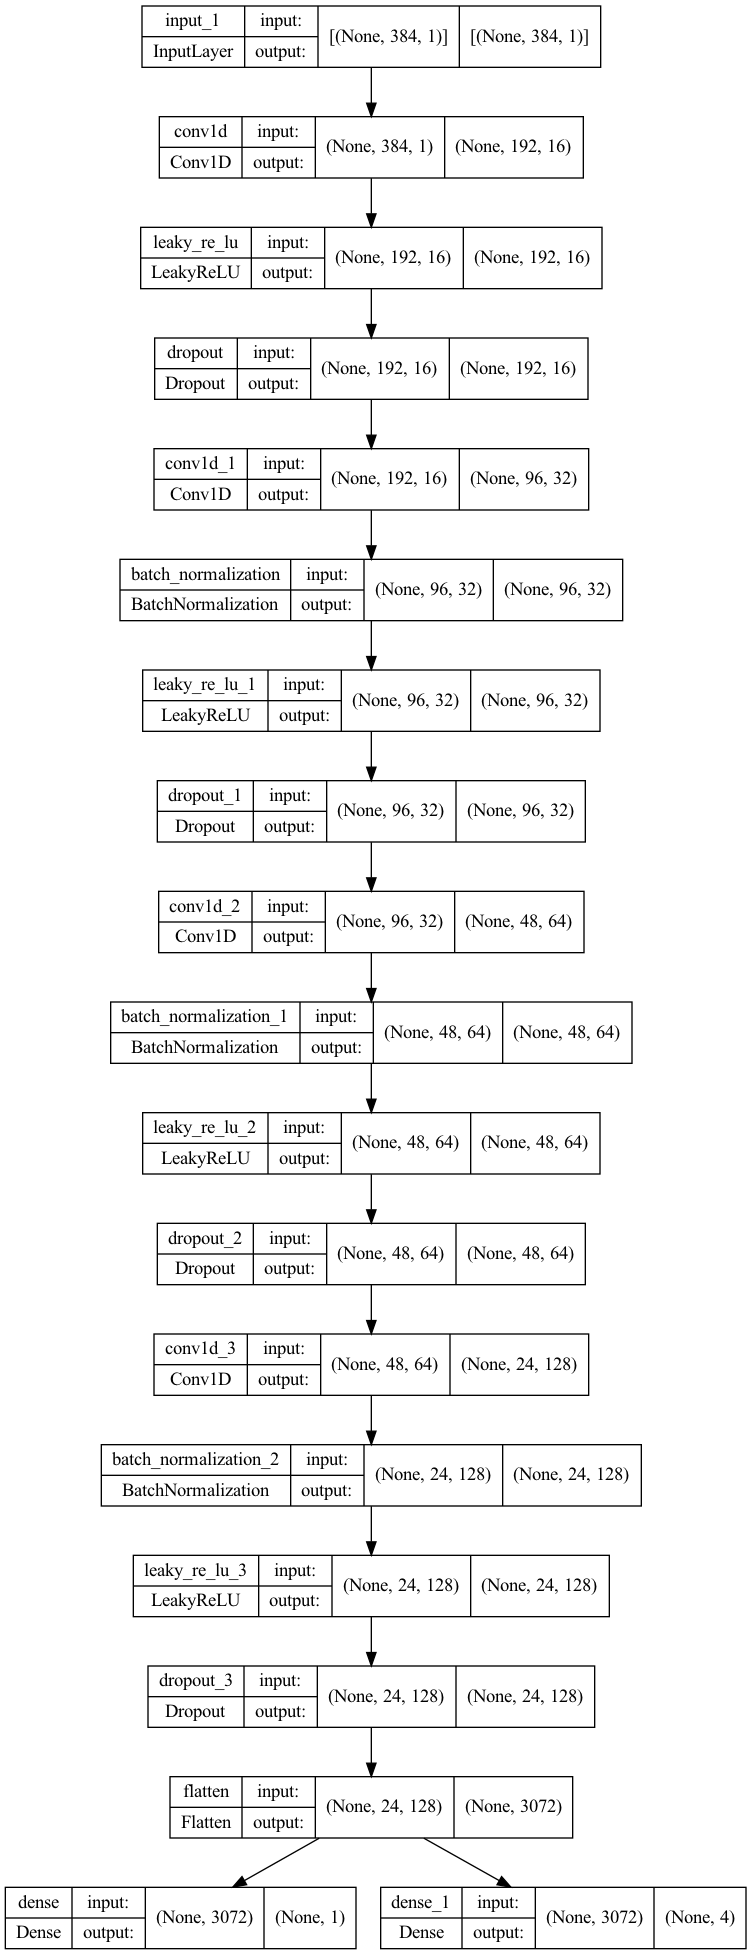 input_1 input: [(None, 384, 1)] [(None, 384, 1)]
InputLayer output:
conv1d input: (None, 384, 1) (None, 192, 16)
Conv1D output:
leaky_re_lu input: (None, 192, 16) (None, 192, 16)
LeakyReLU output:
dropout input: (None, 192, 16) (None, 192, 16)
Dropout output:
conv1d_1 input: (None, 192, 16) (None, 96, 32)
Conv1D output:
batch_normalization input: (None, 96, 32) (None, 96, 32)
BatchNormalization output:
leaky_re_lu_1 input: (None, 96, 32) (None, 96, 32)
LeakyReLU output:
dropout_1 input: (None, 96, 32) (None, 96, 32)
Dropout output:
conv1d_2 input: (None, 96, 32) (None, 48, 64)
Conv1D output:
batch_normalization_1 input: (None, 48, 64) (None, 48, 64)
BatchNormalization output:
leaky_re_lu_2 input: (None, 48, 64) (None, 48, 64)
LeakyReLU output:
dropout_2 input: (None, 48, 64) (None, 48, 64)
Dropout output:
conv1d_3 input: (None, 48, 64) (None, 24, 128)
Conv1D output:
batch_normalization_2 input: (None, 24, 128) (None, 24, 128)
BatchNormalization output:
leaky_re_lu_3 input: (None, 24, 128) (None, 24, 128)
LeakyReLU output:
dropout_3 input: (None, 24, 128) (None, 24, 128)
Dropout output:
flatten input: (None, 24, 128) (None, 3072)
Flatten output:
dense input: (None, 3072) (None, 1)
Dense output:
dense_1 input: (None, 3072) (None, 4)
Dense output: